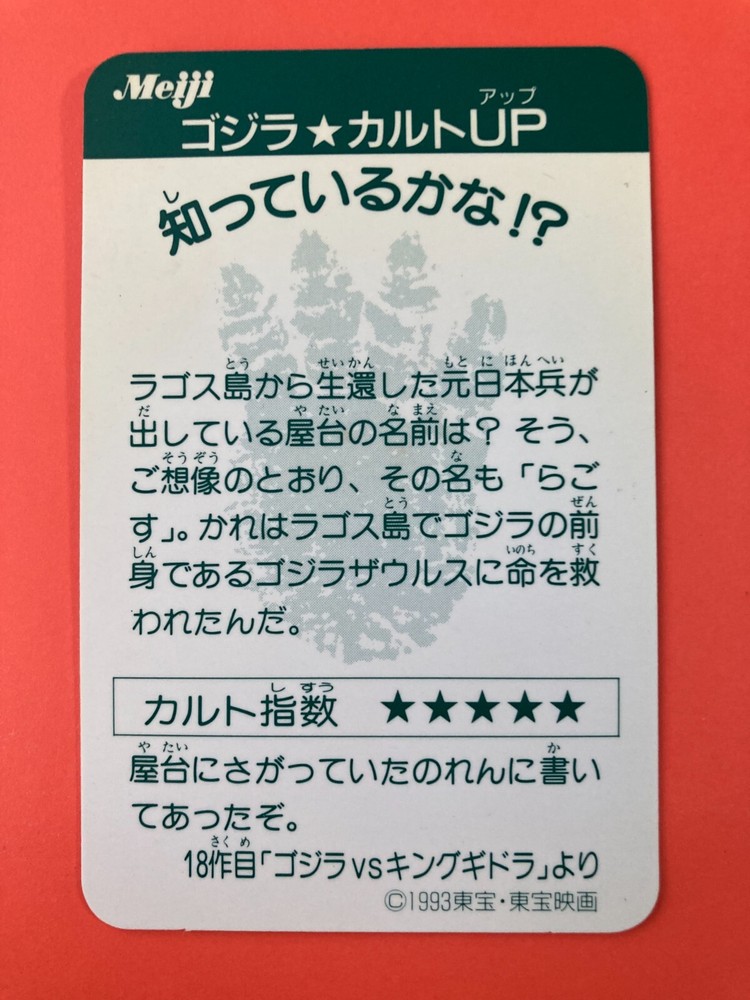 Meiji
アップ
ゴジラ★カルトUP
し
知っているかな!?
とう せいかん もと に ほん へい
ラゴス島から生還した元日本兵が
だ や たい な まえ
出している屋台の名前は？ そう、
そうぞう な
ご想像のとおり、その名も「らご
とう ぜん
す」。かれはラゴス島でゴジラの前
しん いのち すく
身であるゴジラザウルスに命を救
われたんだ。
し すう
カルト指数 ★★★★★
や たい か
屋台にさがっていたのれんに書い
てあったぞ。
さく め
18作目「ゴジラvsキングギドラ」より
©1993東宝・東宝映画